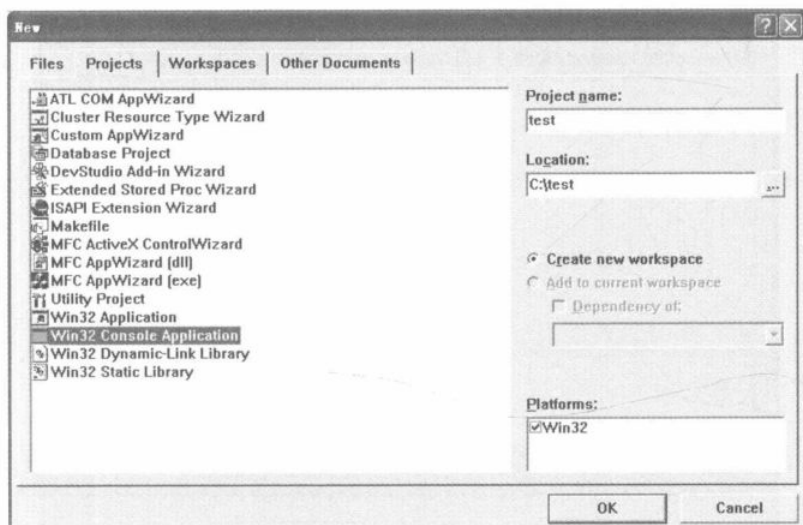 New
Files Projects Workspaces Other Documents
ATL COM AppWizard
Cluster Resource Type Wizard
Custom AppWizard
Database Project
DevStudio Add-in Wizard
Extended Stored Proc Wizard
ISAPI Extension Wizard
Makefile
MFC ActiveX ControlWizard
MFC AppWizard (dll)
MFC AppWizard (exe)
Utility Project
Win32 Application
Win32 Console Application
Win32 Dynamic-Link Library
Win32 Static Library
Project name:
test
Location:
C:\test
...
Create new workspace
Add to current workspace
Dependency of:
Platforms:
Win32
OK Cancel